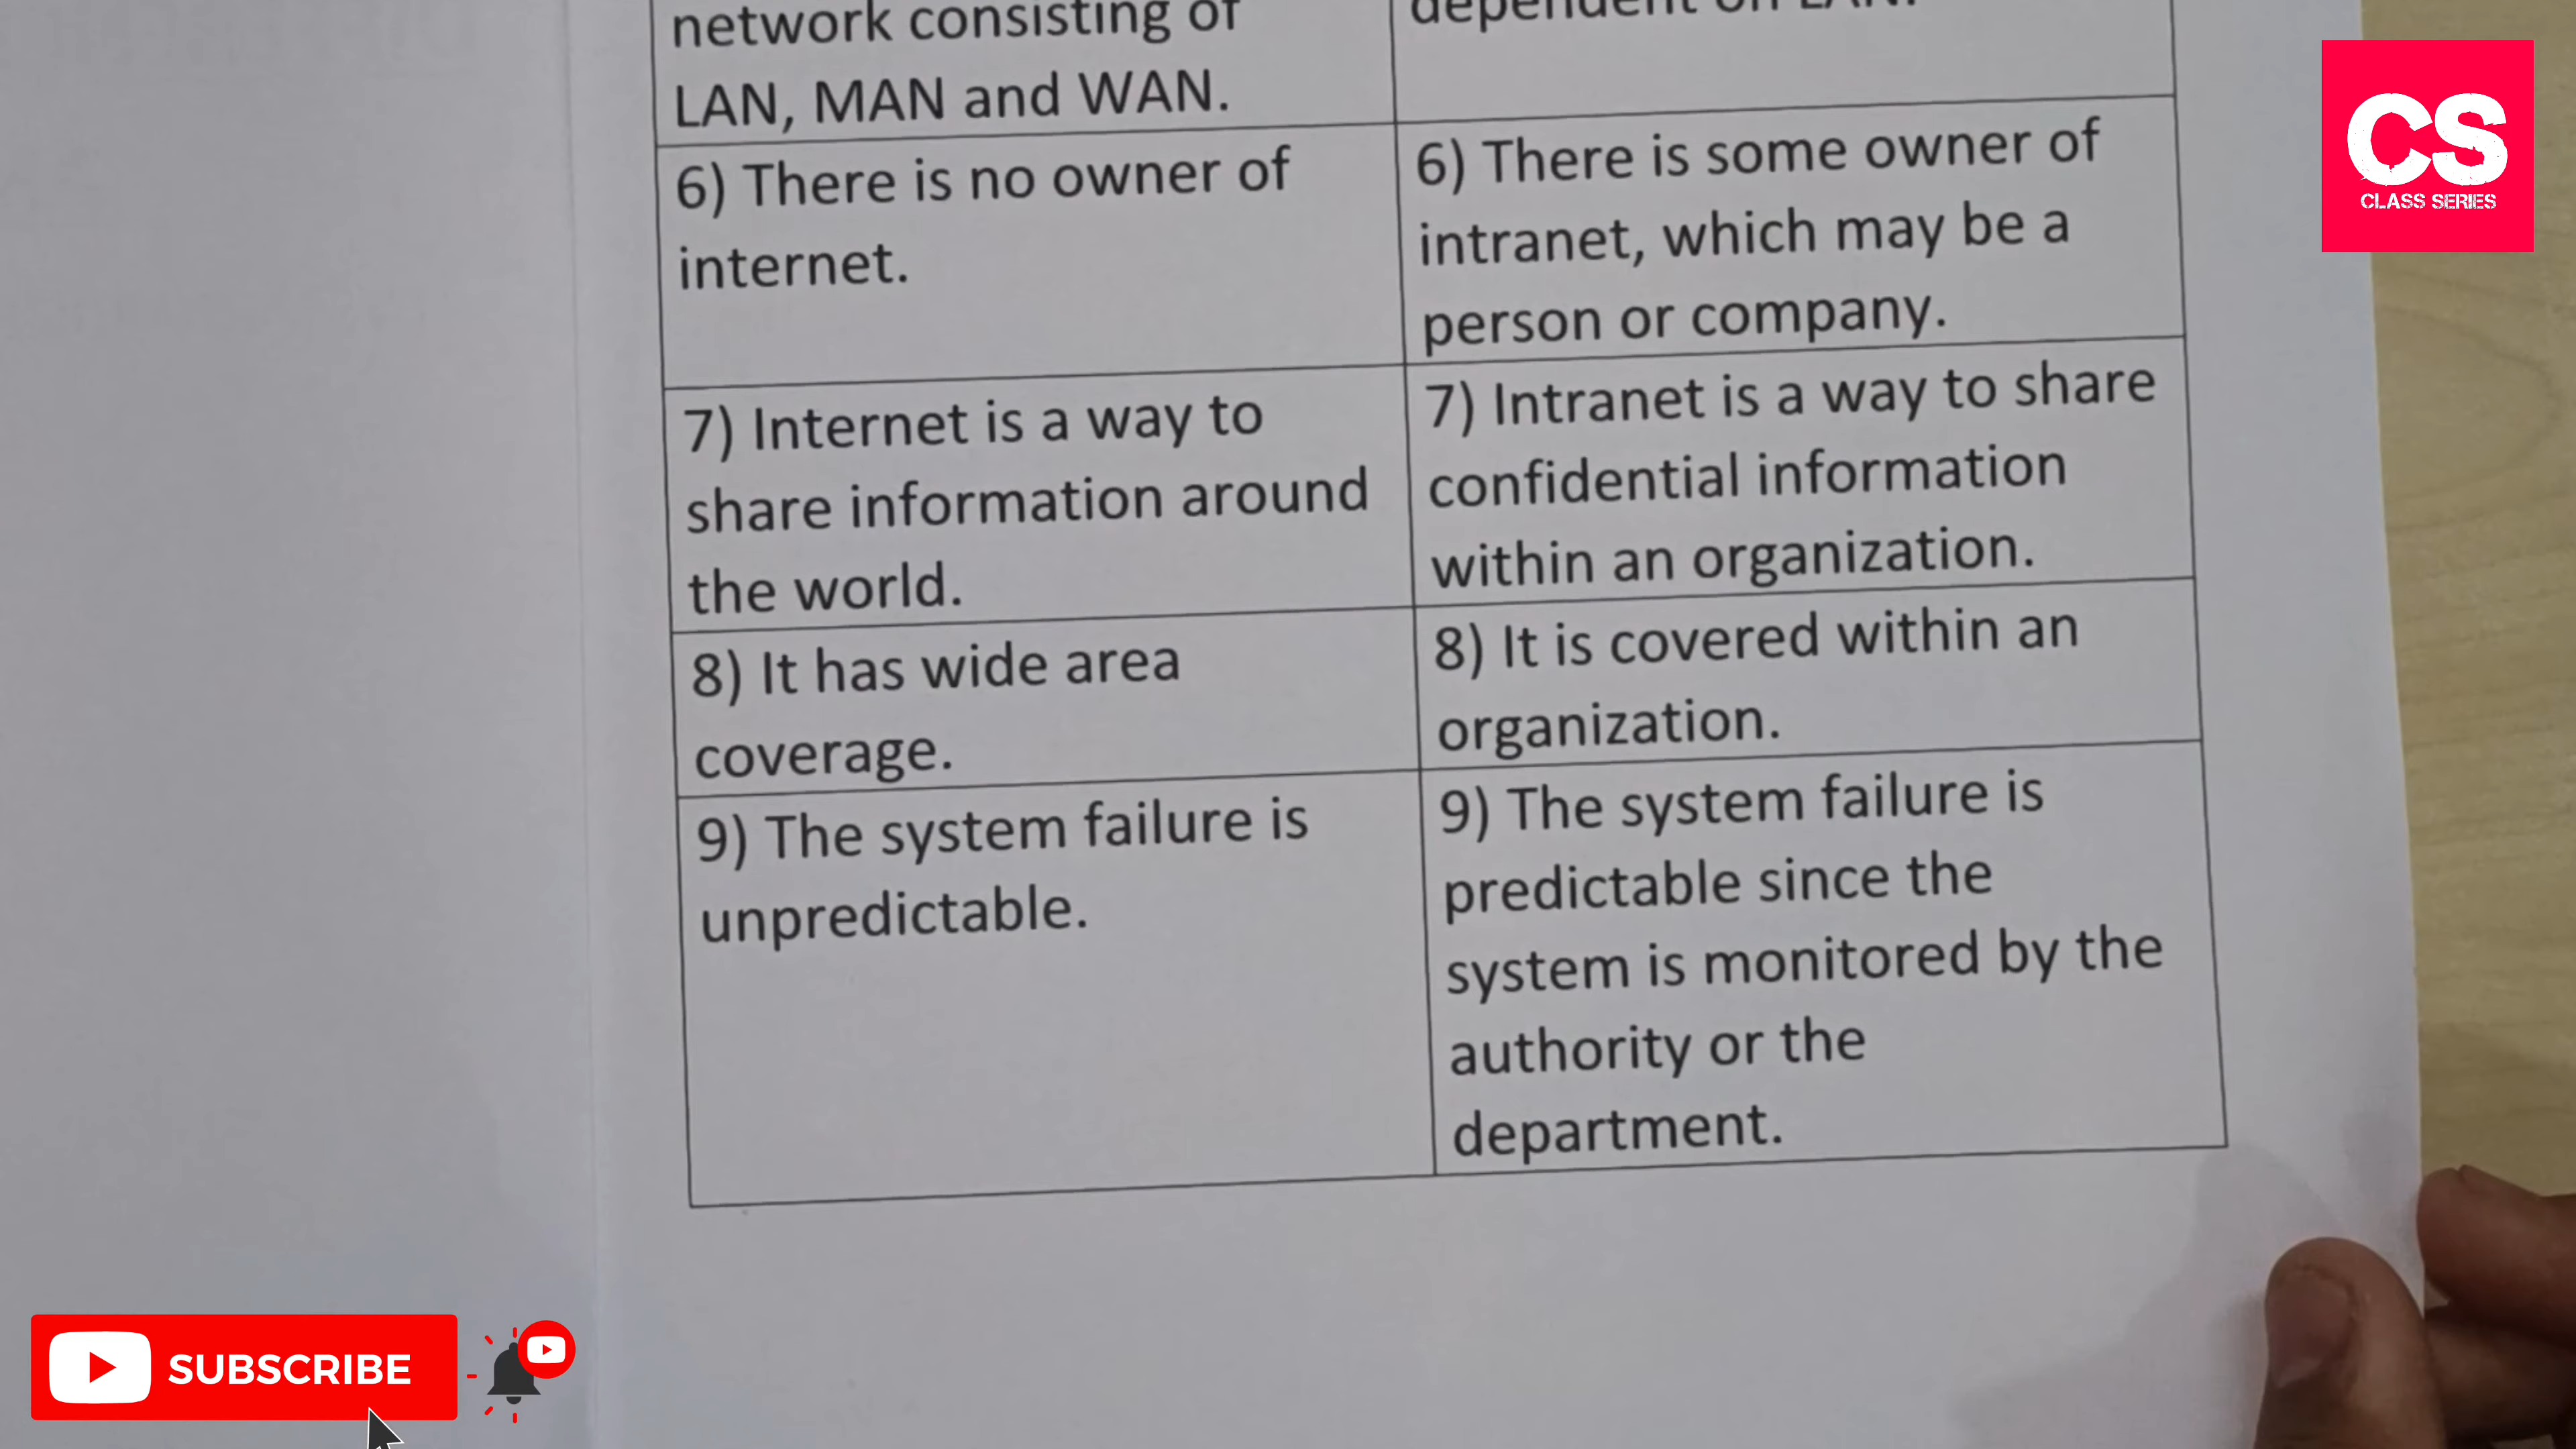 network consisting of
LAN, MAN and WAN.
dependent on LAN.
6) There is no owner of
internet.
6) There is some owner of
intranet, which may be a
person or company.
7) Internet is a way to
share information around
the world.
7) Intranet is a way to share
confidential information
within an organization.
8) It has wide area
coverage.
8) It is covered within an
organization.
9) The system failure is
unpredictable.
9) The system failure is
predictable since the
system is monitored by the
authority or the
department.
CS
CLASS SERIES
SUBSCRIBE